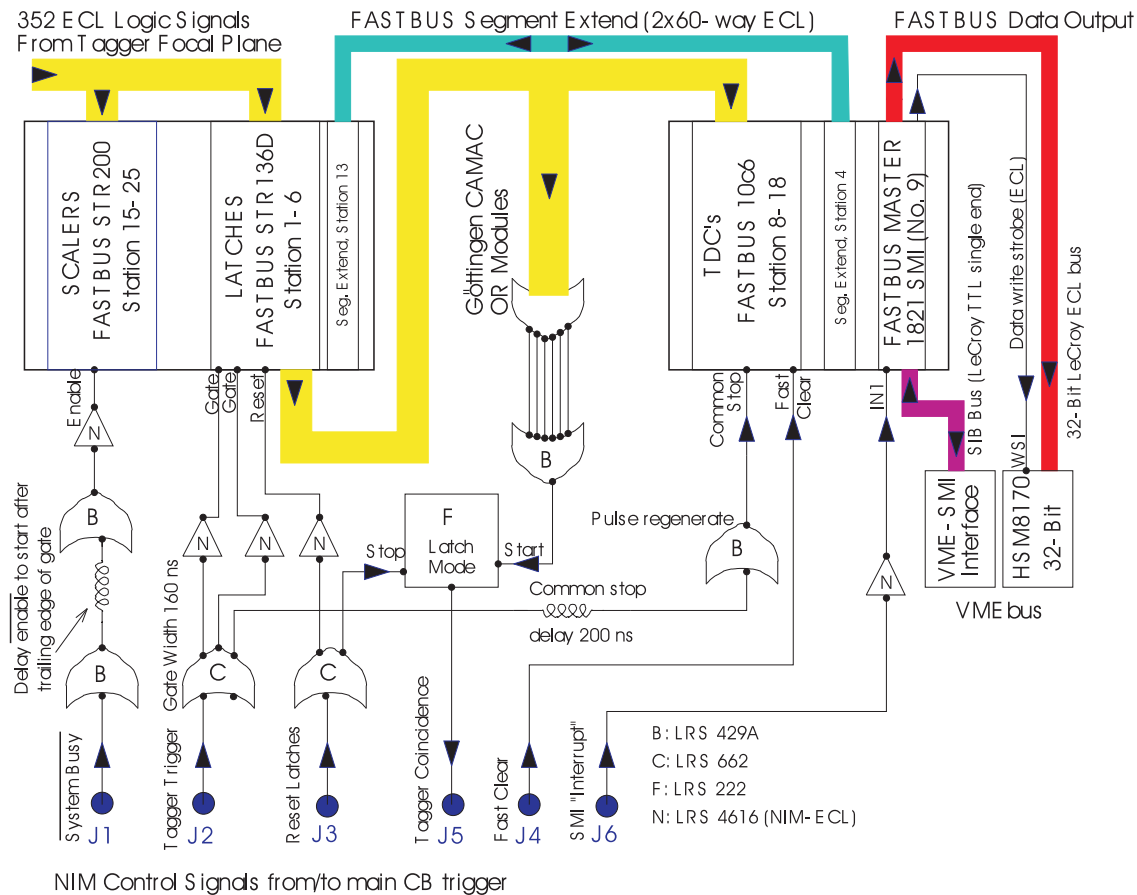 352 ECL Logic Signals
From Tagger Focal Plane
FASTBUS Segment Extend (2x60-way ECL)
FASTBUS Data Output
SCALERS
FASTBUS STR200
Station 15-25
LATCHES
FASTBUS STR136D
Station 1-6
Seg. Extend, Station 13
Göttingen CAMAC
OR Modules
TDC's
FASTBUS 10c6
Station 8-18
Seg. Extend, Station 4
FASTBUS MASTER
1821 SMI (No, 9)
SIB Bus (LeCroy TTL single end)
Data write strobe (ECL)
32-Bit LeCroy ECL bus
Enable
Gate
Gate
Reset
Common
Stop
Fast
Clear
IN1
WSI
N
N
N
N
N
B
B
B
B
C
C
F
Latch
Mode
Stop
Start
Pulse regenerate
Common stop
delay 200 ns
VME-SMI
Interface
HSM8170
32-Bit
VME bus
Delay enable to start after
trailing edge of gate
Gate Width 160 ns
System Busy
Tagger Trigger
Reset Latches
Tagger Coincidence
Fast Clear
SMI "Interrupt"
J1
J2
J3
J5
J4
J6
B: LRS 429A
C: LRS 662
F: LRS 222
N: LRS 4616 (NIM-ECL)
NIM Control Signals from/to main CB trigger